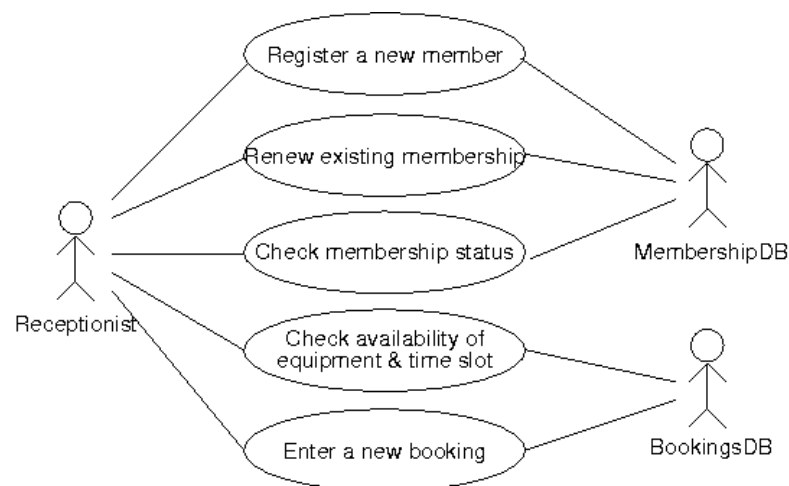 Register a new member
Renew existing membership
Check membership status
MembershipDB
Receptionist
Check availability of
equipment & time slot
Enter a new booking
BookingsDB